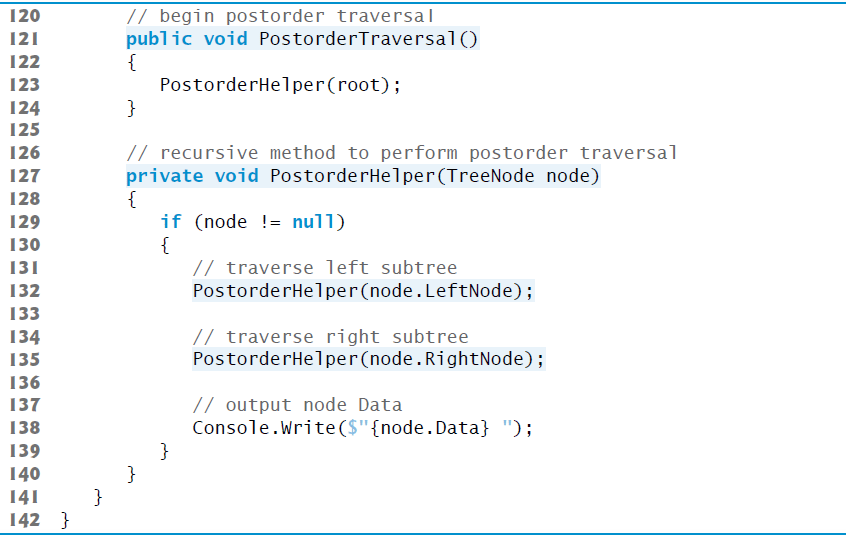 120 // begin postorder traversal
121 public void PostorderTraversal()
122 {
123 PostorderHelper(root);
124 }
125
126 // recursive method to perform postorder traversal
127 private void PostorderHelper(TreeNode node)
128 {
129 if (node != null)
130 {
131 // traverse left subtree
132 PostorderHelper(node.LeftNode);
133
134 // traverse right subtree
135 PostorderHelper(node.RightNode);
136
137 // output node Data
138 Console.Write($"{node.Data} ");
139 }
140 }
141 }
142 }